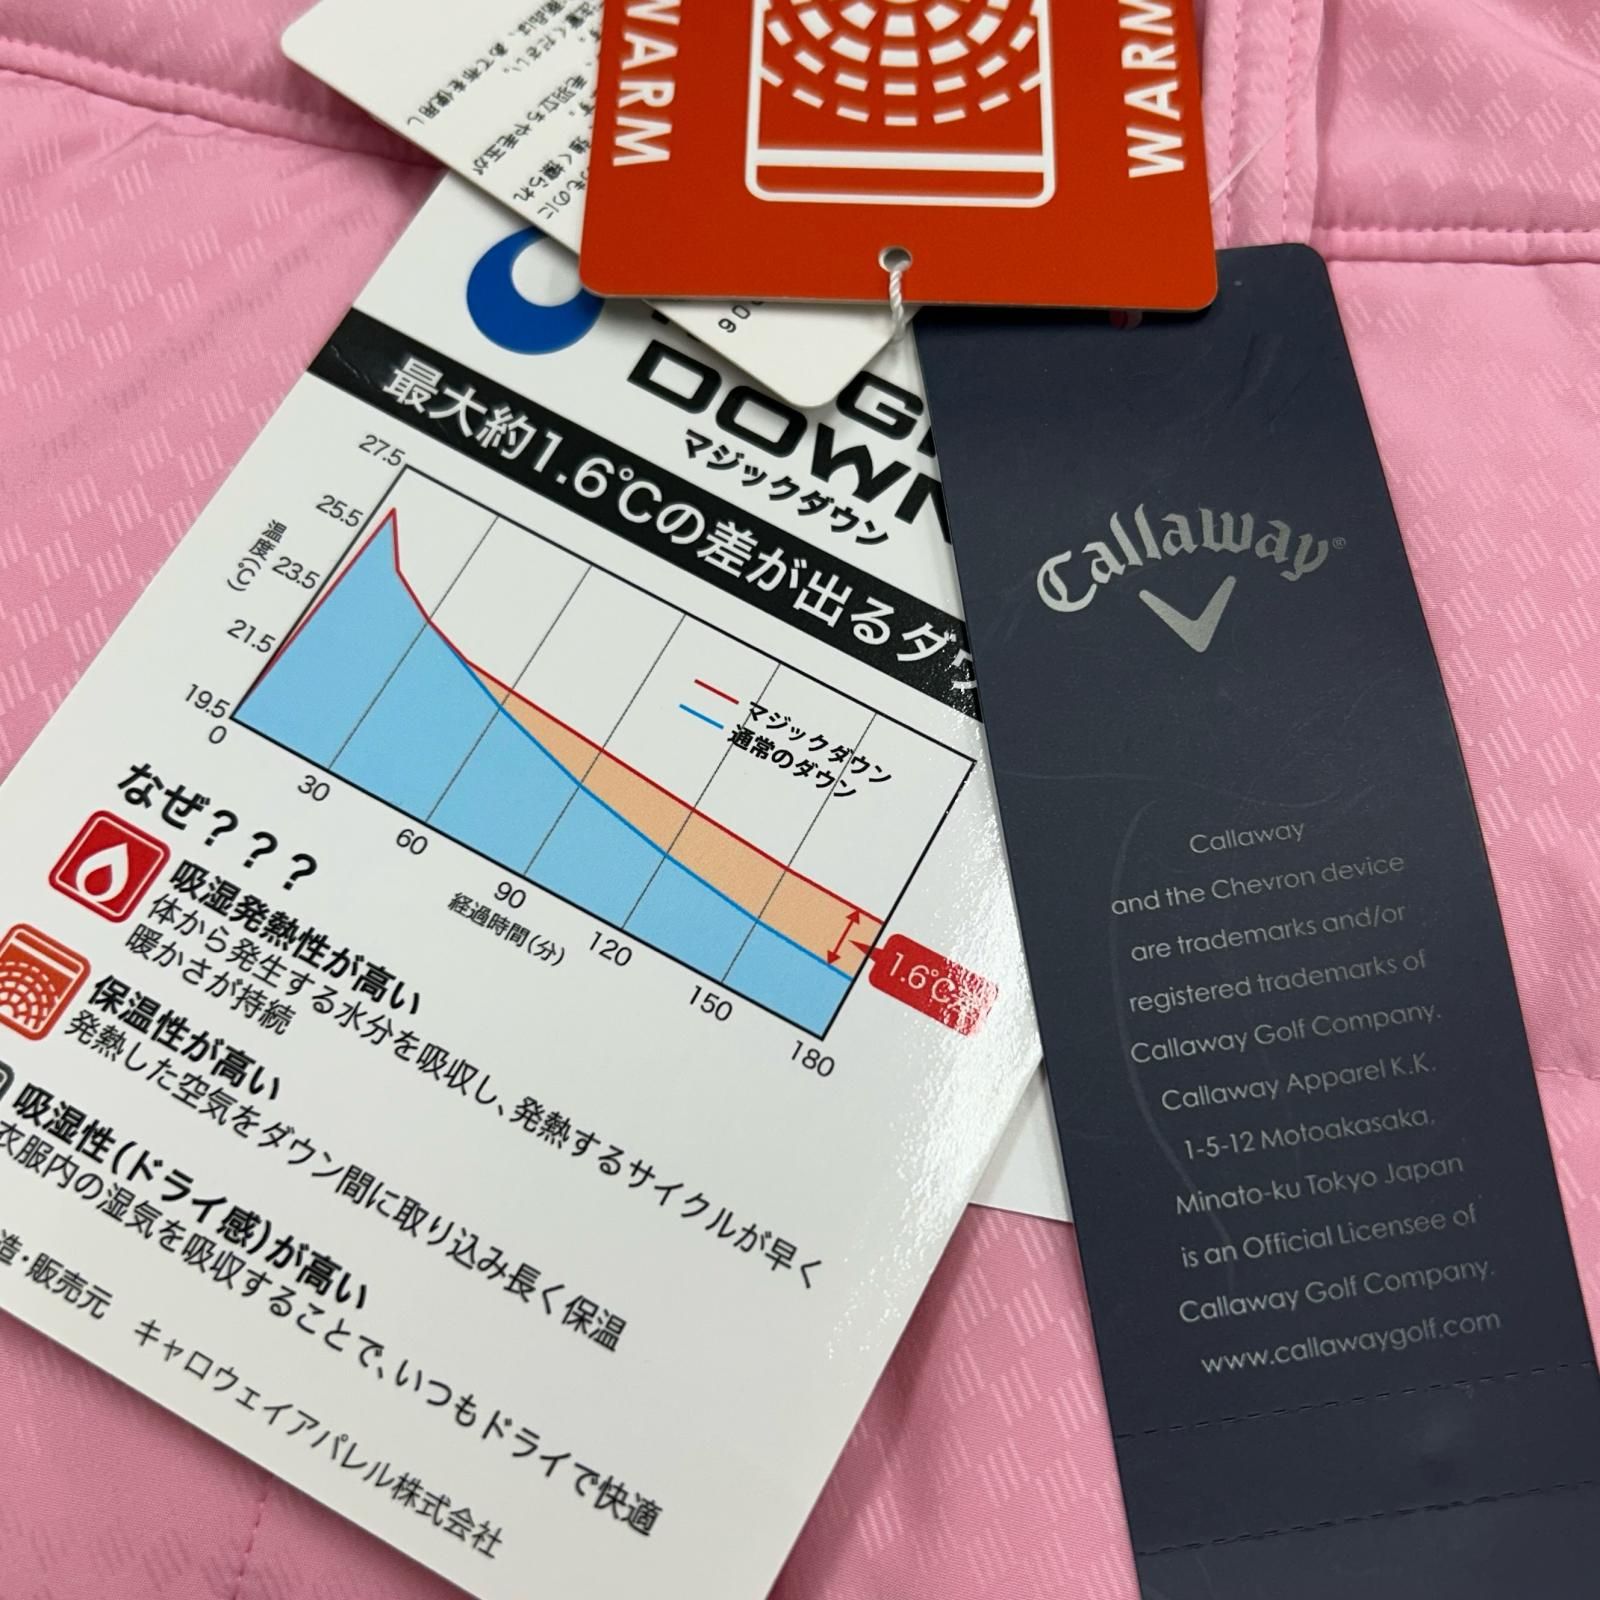 WARM
WARM
DOWN
マジックダウン
最大約1.6℃の差が出るダウ
27.5
25.5
23.5
21.5
19.5
温度(℃)
0
30
60
90
120
150
180
経過時間(分)
マジックダウン
通常のダウン
1.6℃差
なぜ???
吸湿発熱性が高い
体から発生する水分を吸収し、発熱するサイクルが早く
暖かさが持続
保温性が高い
発熱した空気をダウン間に取り込み長く保温
吸湿性(ドライ感)が高い
衣服内の湿気を吸収することで、いつもドライで快適
造・販売元 キャロウェイアパレル株式会社
Callaway®
Callaway
and the Chevron device
are trademarks and/or
registered trademarks of
Callaway Golf Company.
Callaway Apparel K.K.
1-5-12 Motoakasaka,
Minato-ku Tokyo Japan
is an Official Licensee of
Callaway Golf Company.
www.callawaygolf.com